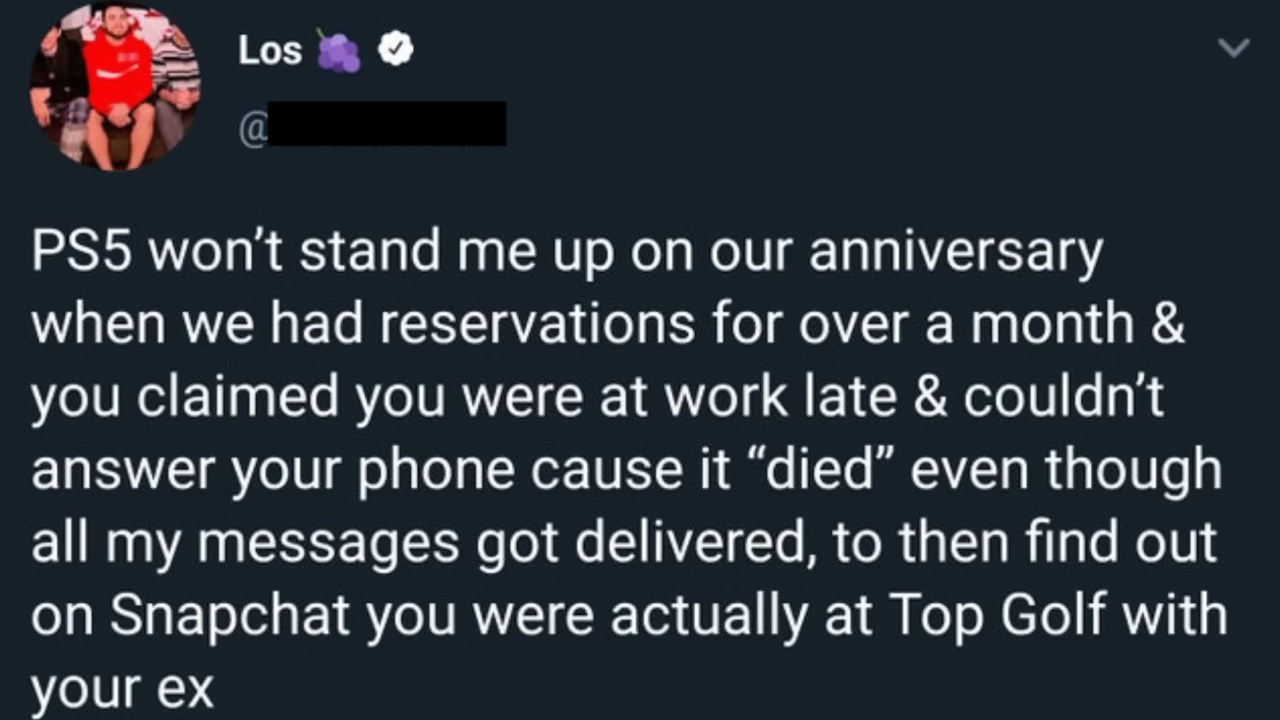 Los 🍇
@
PS5 won’t stand me up on our anniversary
when we had reservations for over a month &
you claimed you were at work late & couldn’t
answer your phone cause it “died” even though
all my messages got delivered, to then find out
on Snapchat you were actually at Top Golf with
your ex